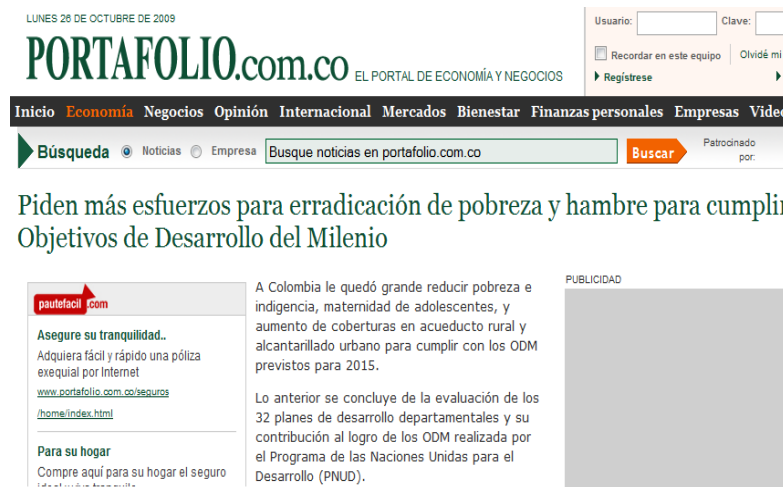 LUNES 26 DE OCTUBRE DE 2009
PORTAFOLIO.com.co EL PORTAL DE ECONOMÍA Y NEGOCIOS
Usuario: Clave:
Recordar en este equipo Olvidé mi
Regístrese
Inicio Economía Negocios Opinión Internacional Mercados Bienestar Finanzas personales Empresas Vide
Búsqueda Noticias Empresa Busque noticias en portafolio.com.co Buscar Patrocinado
por:
Piden más esfuerzos para erradicación de pobreza y hambre para cumplir
Objetivos de Desarrollo del Milenio
pautefacil.com
Asegure su tranquilidad..
Adquiera fácil y rápido una póliza
exequial por Internet
www.portafolio.com.co/seguros
/home/index.html
Para su hogar
Compre aquí para su hogar el seguro
A Colombia le quedó grande reducir pobreza e
indigencia, maternidad de adolescentes, y
aumento de coberturas en acueducto rural y
alcantarillado urbano para cumplir con los ODM
previstos para 2015.
Lo anterior se concluye de la evaluación de los
32 planes de desarrollo departamentales y su
contribución al logro de los ODM realizada por
el Programa de las Naciones Unidas para el
Desarrollo (PNUD).
PUBLICIDAD